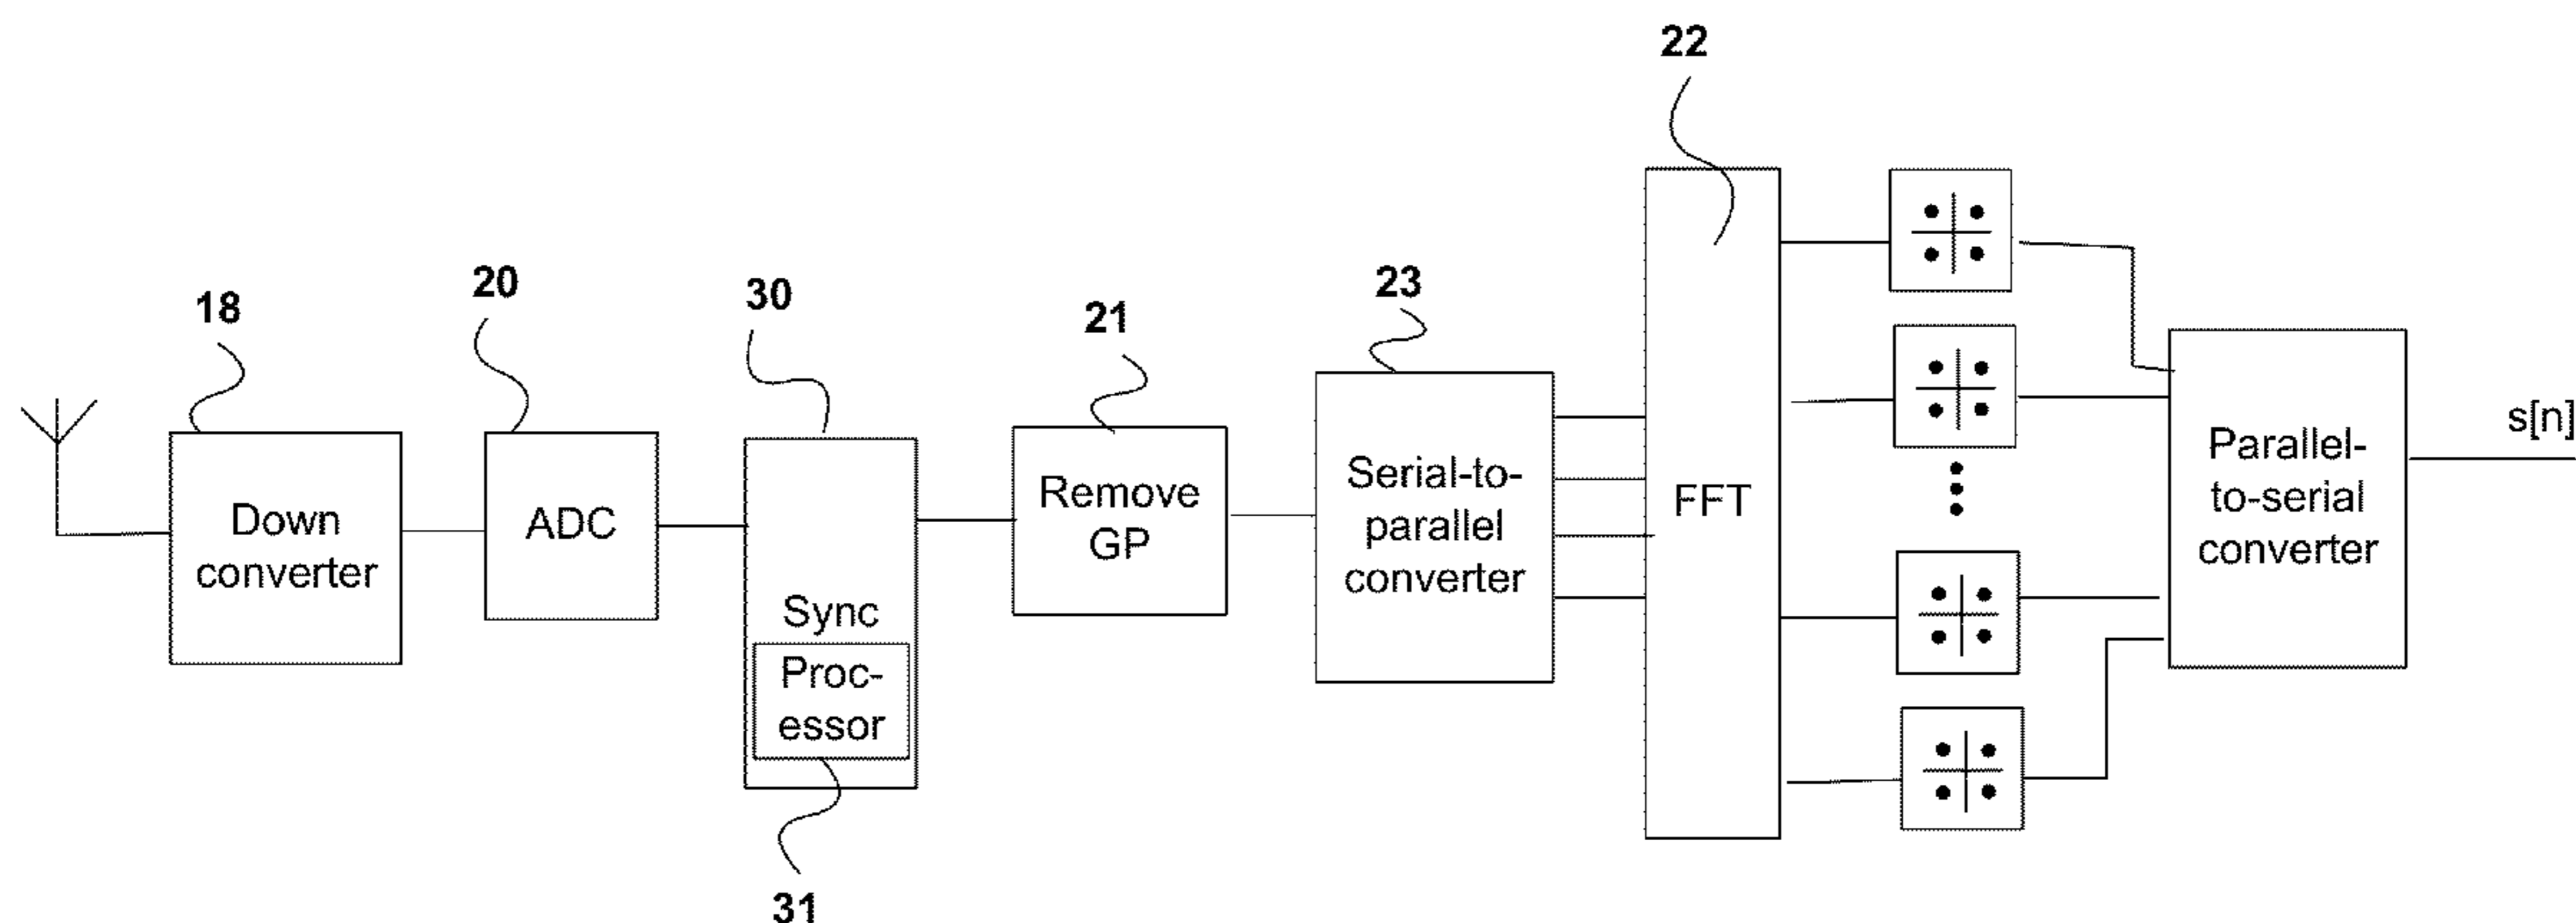 22
20
30
23
18
21
Down
converter
ADC
Sync
Proc-
essor
Remove
GP
Serial-to-
parallel
converter
FFT
Parallel-
to-serial
converter
s[n]
31